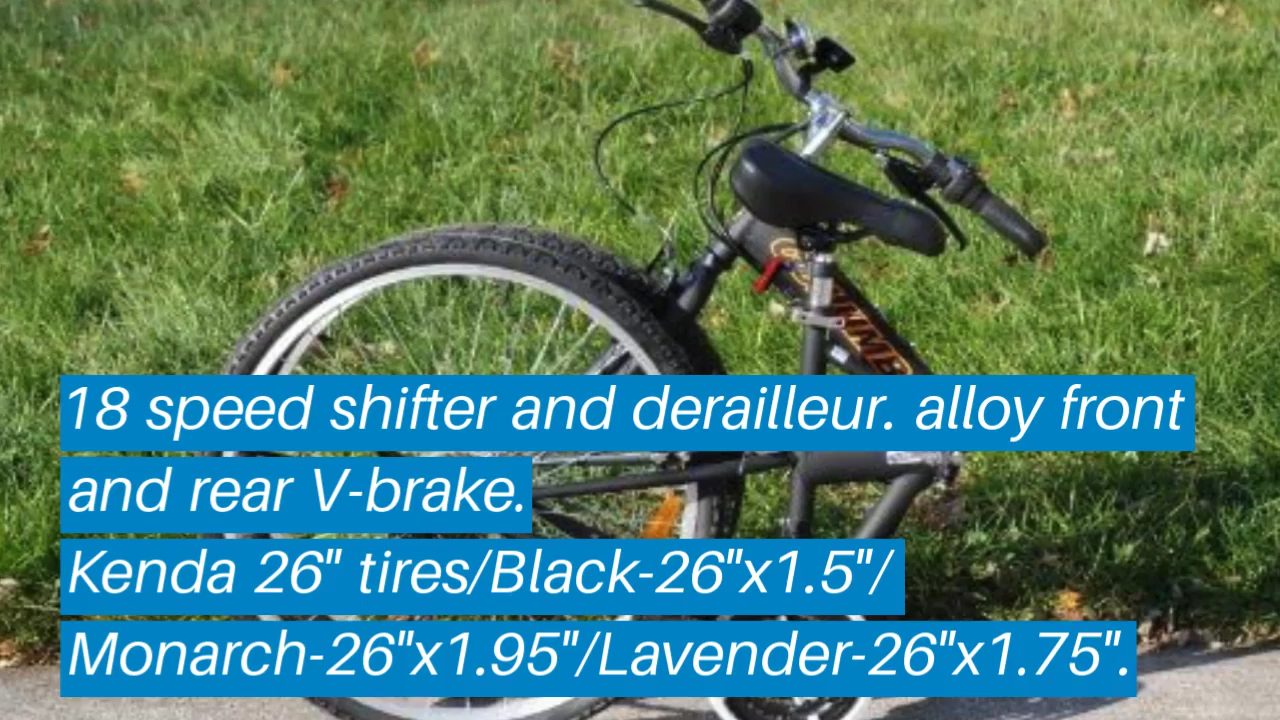 18 speed shifter and derailleur. alloy front
and rear V-brake.
Kenda 26" tires/Black-26"x1.5"/
Monarch-26"x1.95"/Lavender-26"x1.75".